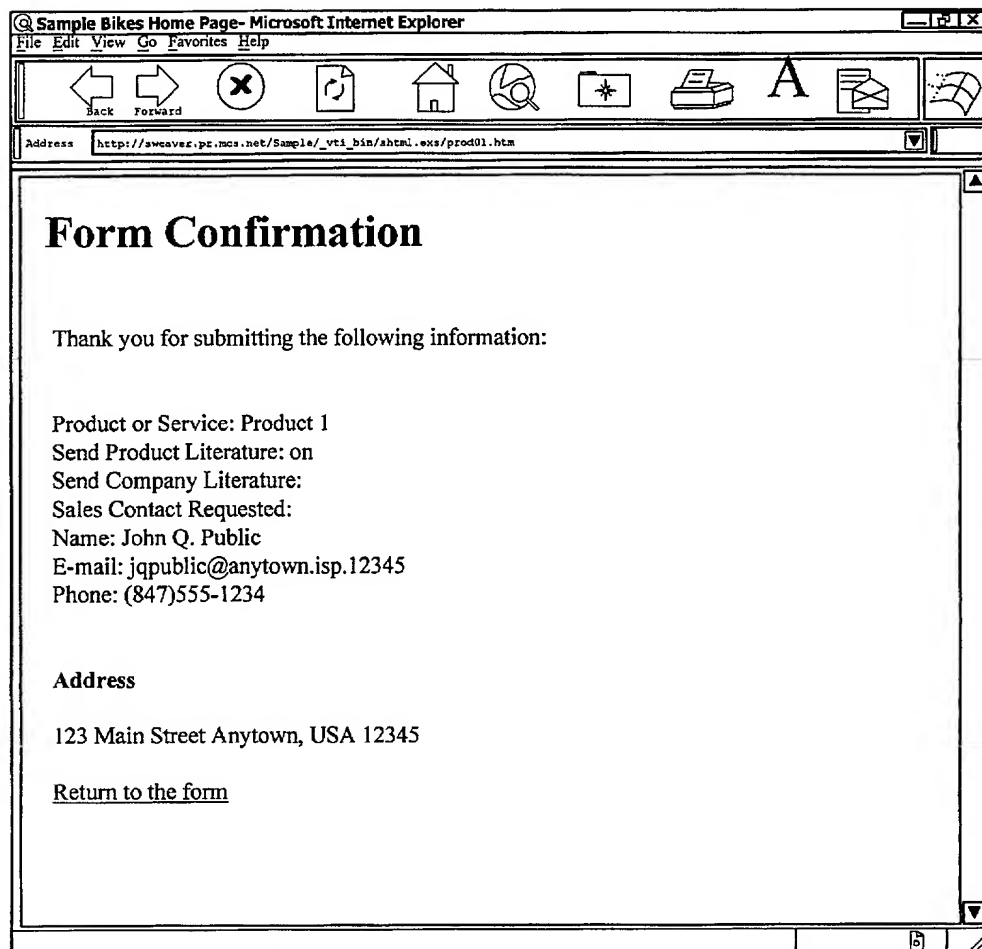 Sample Bikes Home Page- Microsoft Internet Explorer
File Edit View Go Favorites Help
Back Forward
A
Address http://sweaver.pr.mcs.net/Sample/_vti_bin/shtml.exs/prod01.htm
Form Confirmation
Thank you for submitting the following information:
Product or Service: Product 1
Send Product Literature: on
Send Company Literature:
Sales Contact Requested:
Name: John Q. Public
E-mail: jqpublic@anytown.isp.12345
Phone: (847)555-1234
Address
123 Main Street Anytown, USA 12345
Return to the form